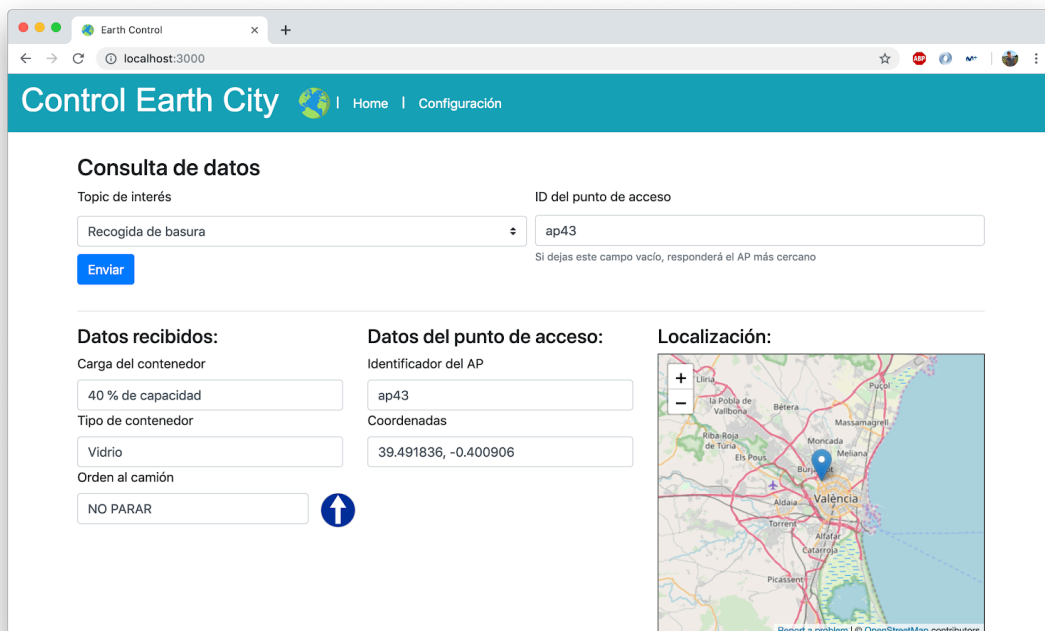 Earth Control
localhost:3000
ABP
Control Earth City | Home | Configuración
Consulta de datos
Topic de interés
Recogida de basura
ID del punto de acceso
ap43
Si dejas este campo vacío, responderá el AP más cercano
Enviar
Datos recibidos:
Carga del contenedor
40 % de capacidad
Tipo de contenedor
Vidrio
Orden al camión
NO PARAR
Datos del punto de acceso:
Identificador del AP
ap43
Coordenadas
39.491836, -0.400906
Localización:
+
−
Llíria
Puçol
la Pobla de
Vallbona
Bétera
Massamagrell
Riba-Roja
de Túria
Moncada
Meliana
Els Pous
Aldaia
València
Torrent
Alfafar
Catarroja
Picassent
Report a problem | © OpenStreetMap contributors